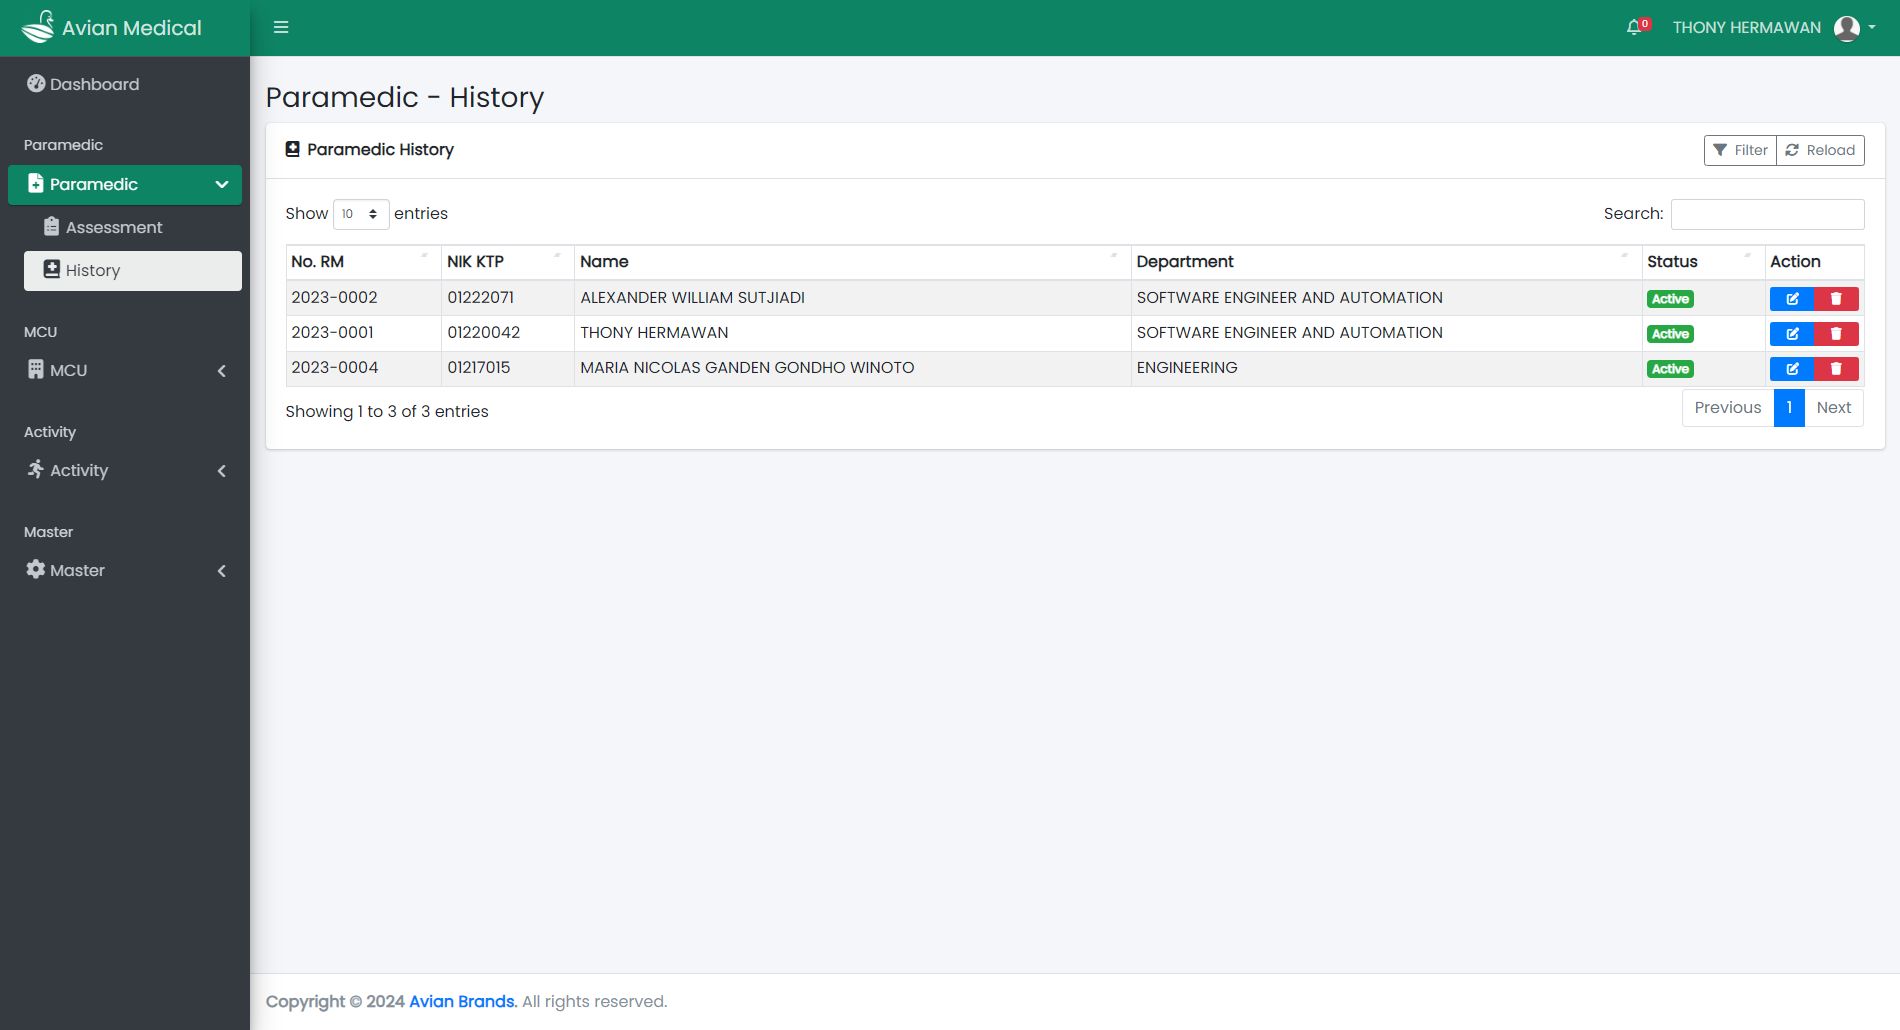 Avian Medical
0
THONY HERMAWAN
Dashboard
Paramedic
Paramedic
Assessment
History
MCU
MCU
Activity
Activity
Master
Master
Paramedic - History
Paramedic History
Filter
Reload
Show 10 entries
Search:
No. RM NIK KTP Name Department Status Action
2023-0002 01222071 ALEXANDER WILLIAM SUTJIADI SOFTWARE ENGINEER AND AUTOMATION Active
2023-0001 01220042 THONY HERMAWAN SOFTWARE ENGINEER AND AUTOMATION Active
2023-0004 01217015 MARIA NICOLAS GANDEN GONDHO WINOTO ENGINEERING Active
Showing 1 to 3 of 3 entries
Previous 1 Next
Copyright © 2024 Avian Brands. All rights reserved.